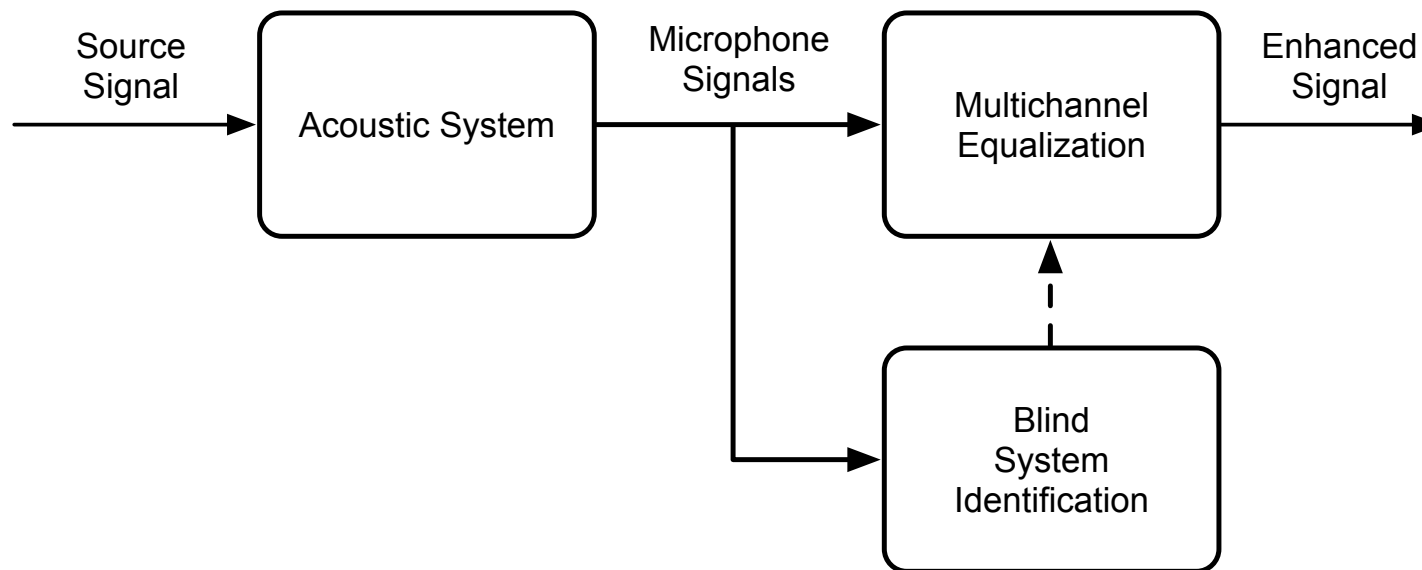 Source
Signal
Acoustic System
Microphone
Signals
Multichannel
Equalization
Enhanced
Signal
Blind
System
Identification